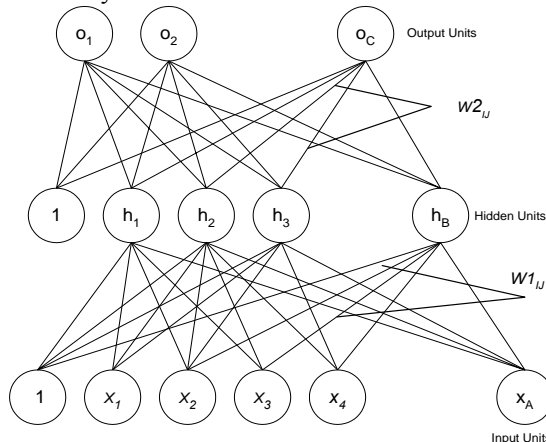 o1 o2 oC Output Units
W2IJ
1 h1 h2 h3 hB Hidden Units
W1IJ
1 x1 x2 x3 x4 xA
Input Unit